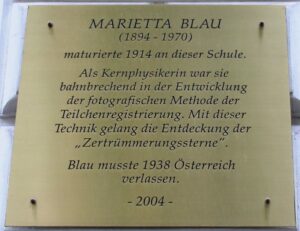 MARIETTA BLAU
(1894 - 1970)
maturierte 1914 an dieser Schule.
Als Kernphysikerin war sie
bahnbrechend in der Entwicklung
der fotografischen Methode der
Teilchenregistrierung. Mit dieser
Technik gelang die Entdeckung der
„Zertrümmerungssterne".
Blau musste 1938 Österreich
verlassen.
- 2004 -